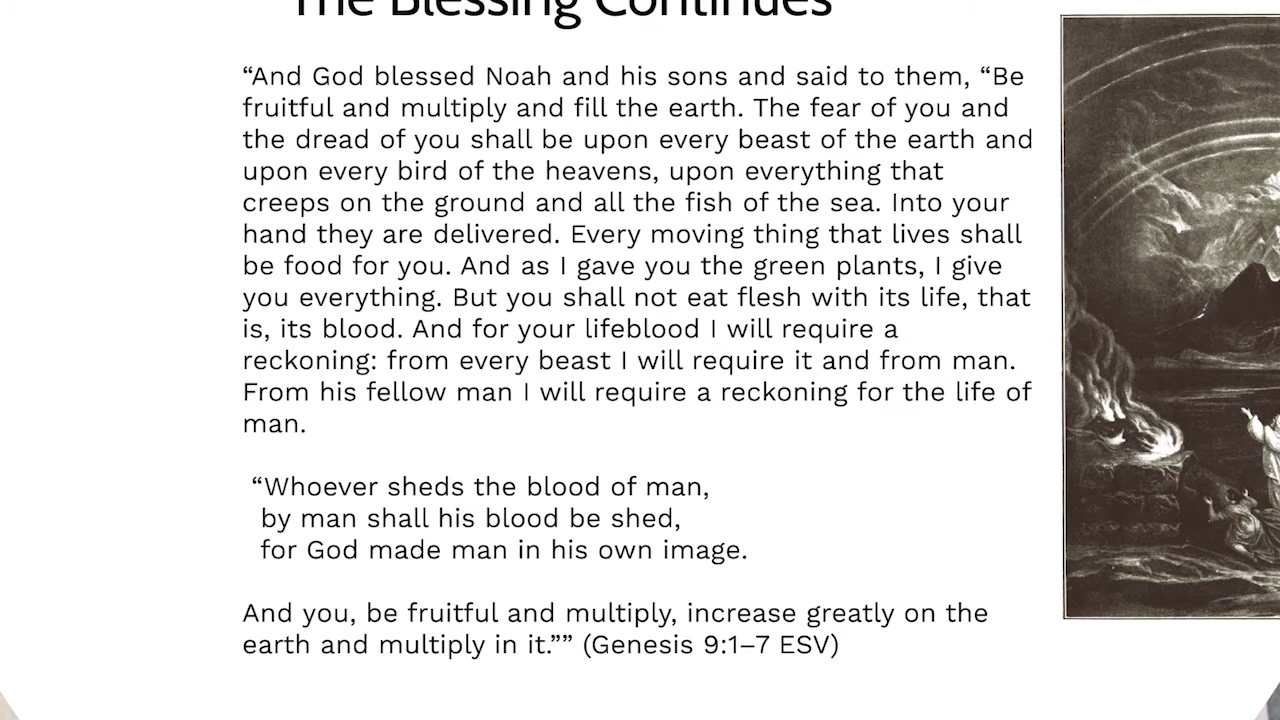 The Blessing Continues
“And God blessed Noah and his sons and said to them, “Be
fruitful and multiply and fill the earth. The fear of you and
the dread of you shall be upon every beast of the earth and
upon every bird of the heavens, upon everything that
creeps on the ground and all the fish of the sea. Into your
hand they are delivered. Every moving thing that lives shall
be food for you. And as I gave you the green plants, I give
you everything. But you shall not eat flesh with its life, that
is, its blood. And for your lifeblood I will require a
reckoning: from every beast I will require it and from man.
From his fellow man I will require a reckoning for the life of
man.
“Whoever sheds the blood of man,
by man shall his blood be shed,
for God made man in his own image.
And you, be fruitful and multiply, increase greatly on the
earth and multiply in it.”” (Genesis 9:1–7 ESV)